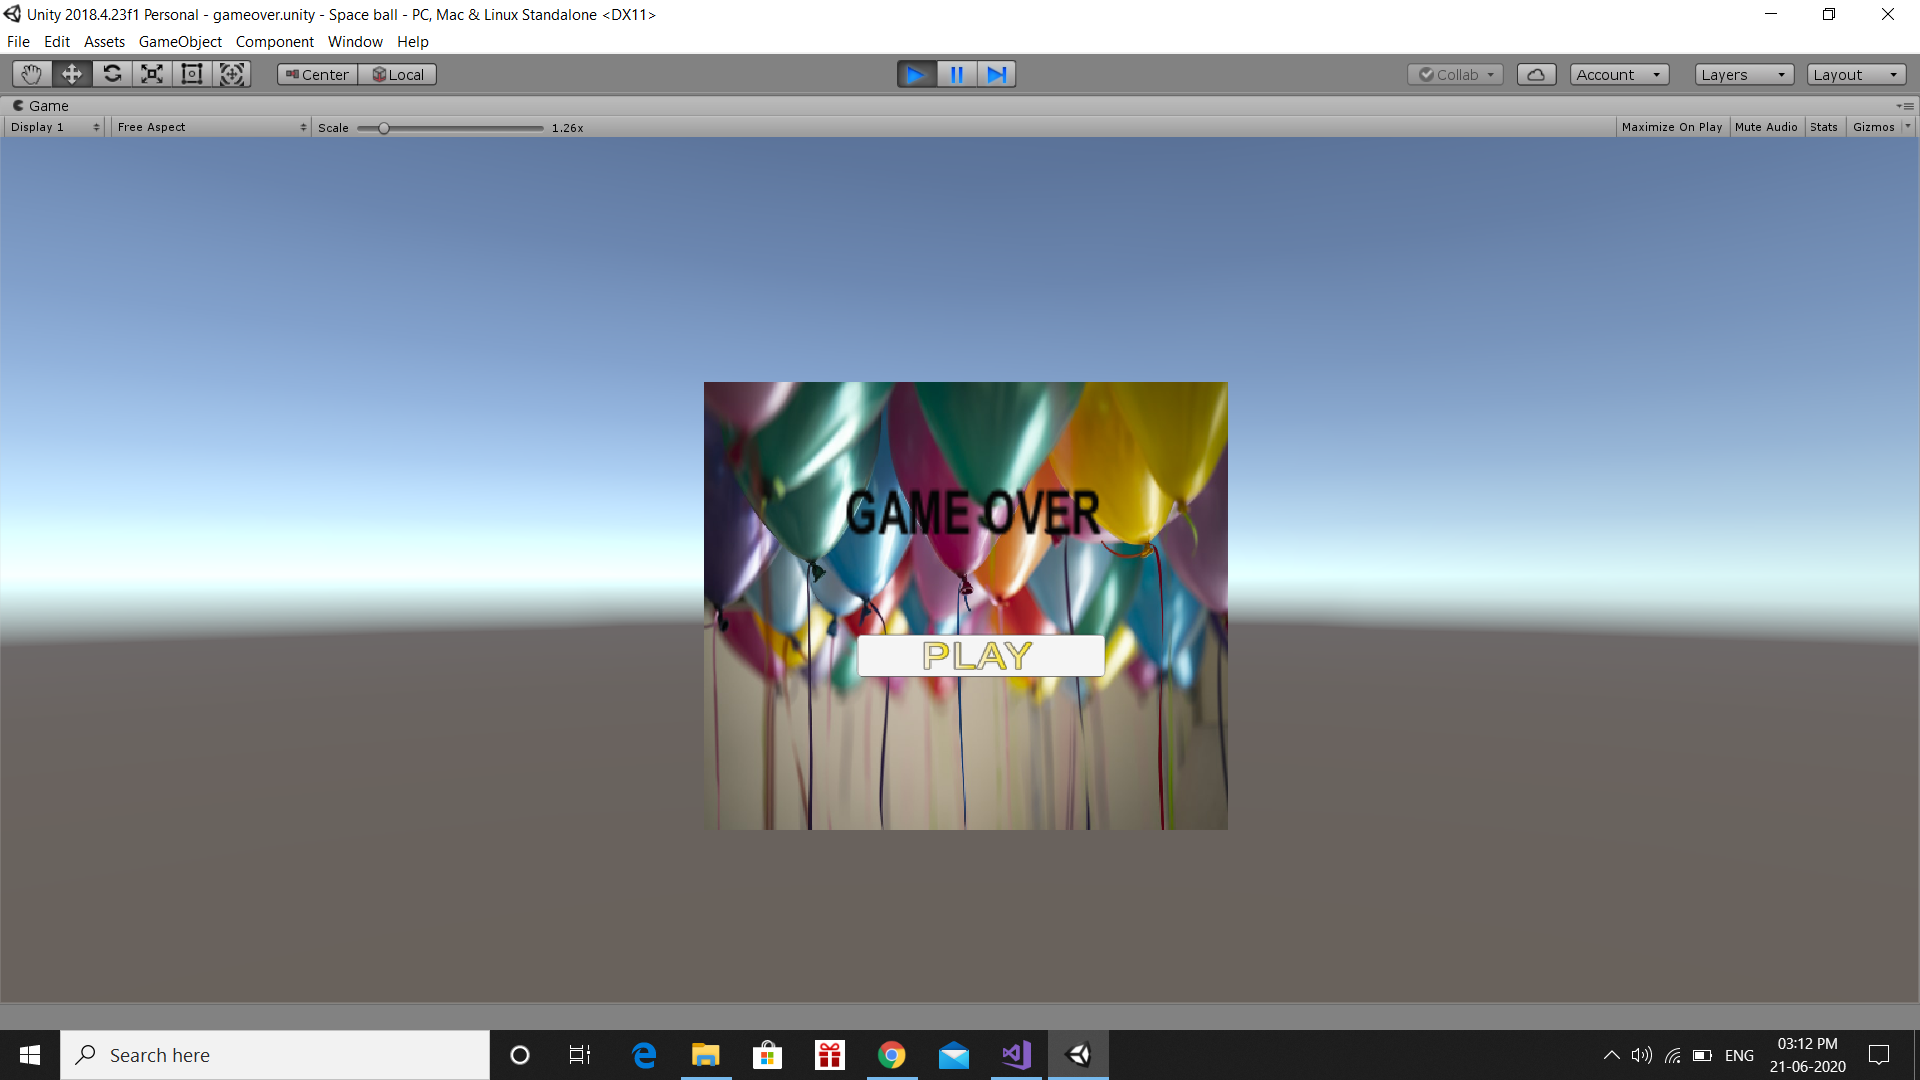 Unity 2018.4.23f1 Personal - gameover.unity - Space ball - PC, Mac & Linux Standalone <DX11>
File Edit Assets GameObject Component Window Help
Center Local Collab Account Layers Layout
Game
Display 1 Free Aspect Scale 1.26x Maximize On Play Mute Audio Stats Gizmos
GAME OVER
PLAY
Search here ENG 03:12 PM
21-06-2020